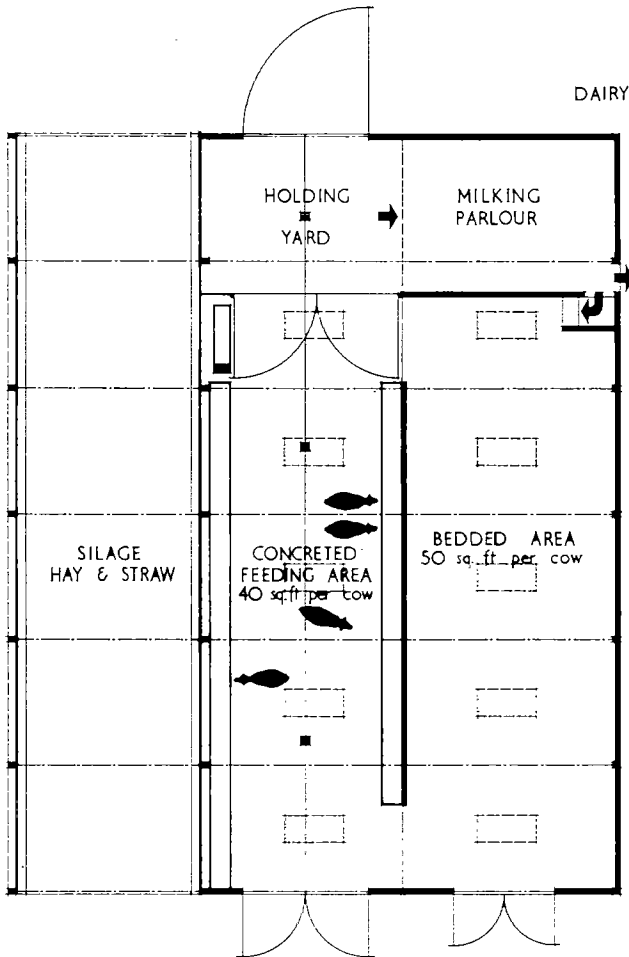 DAIRY
HOLDING
YARD
MILKING
PARLOUR
SILAGE
HAY & STRAW
CONCRETED
FEEDING AREA
40 sq ft per cow
BEDDED AREA
50 sq. ft. per cow